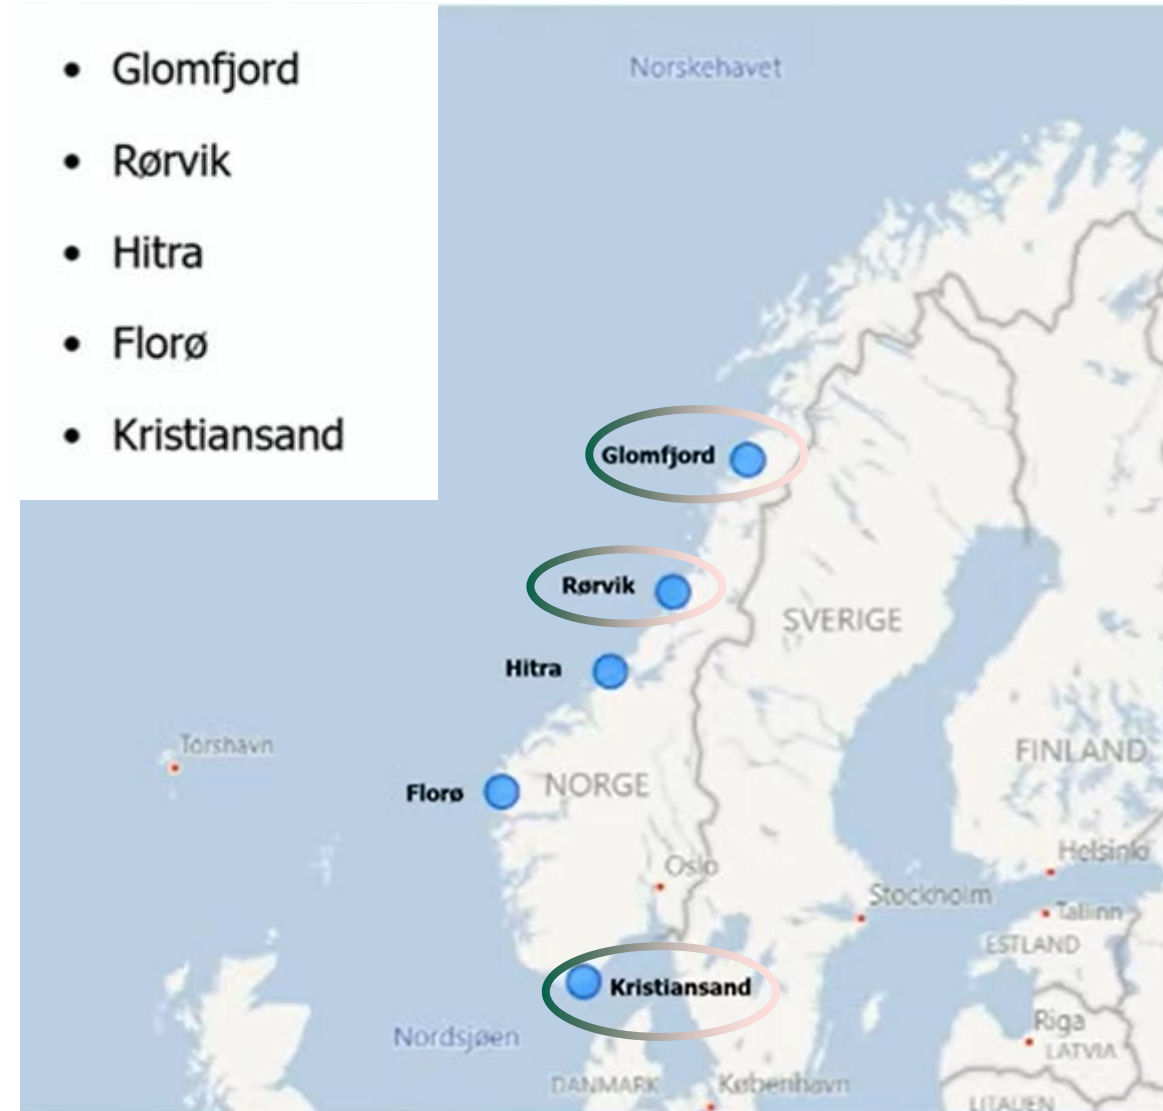 • Glomfjord
• Rørvik
• Hitra
• Florø
• Kristiansand
Norskehavet
Glomfjord
Rørvik
SVERIGE
Hitra
Torshavn
FINLAND
NORGE
Florø
Helsinki
Oslo
Stockholm
Tallinn
ESTLAND
Kristiansand
Riga
Nordsjøen
LATVIA
DANMARK
København
LITAUEN